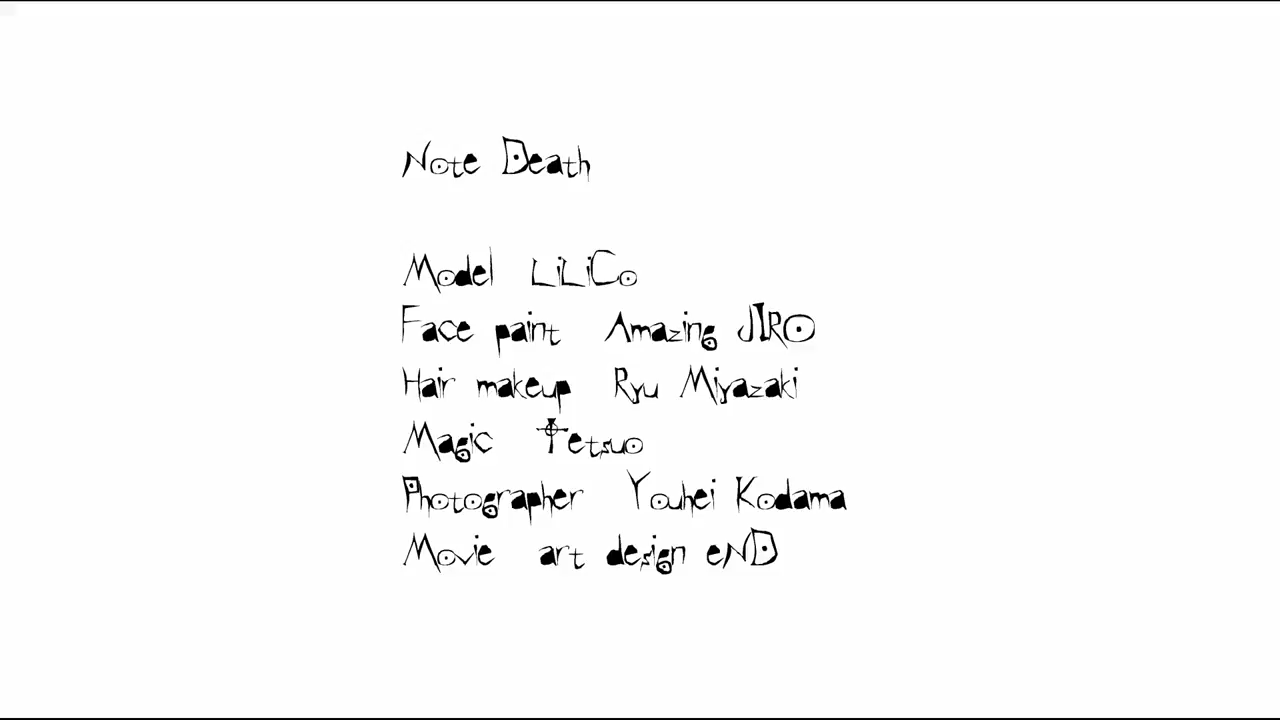 Note Death
Model LiLiCo
Face paint Amazing JIRO
Hair makeup Ryu Miyazaki
Magic Tetsuo
Photographer Youhei Kodama
Movie art design eND